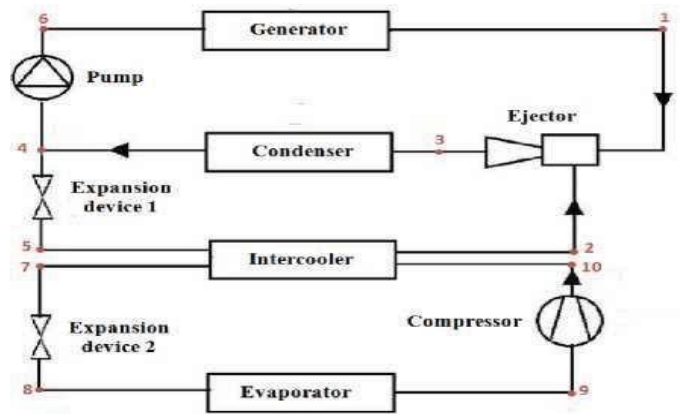 6
1
Generator
Pump
Ejector
4
Condenser
3
Expansion
device 1
5
2
Intercooler
7
10
Expansion
device 2
Compressor
8
Evaporator
9